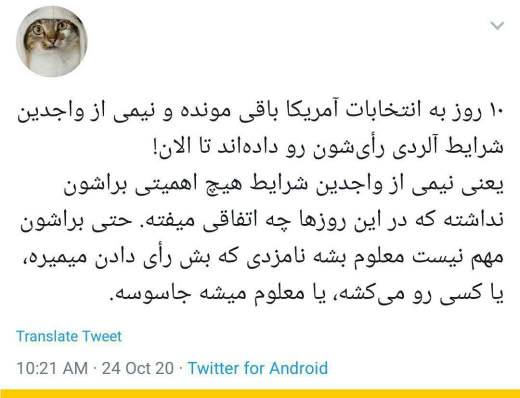 ۱۰ روز به انتخابات آمریکا باقی مونده و نیمی از واجدین
شرایط آلردی رأی‌شون رو داده‌اند تا الان!
یعنی نیمی از واجدین شرایط هیچ اهمیتی براشون
نداشته که در این روزها چه اتفاقی میفته. حتی براشون
مهم نیست معلوم بشه نامزدی که بش رأی دادن میمیره،
یا کسی رو می‌کشه، یا معلوم میشه جاسوسه.
Translate Tweet
10:21 AM · 24 Oct 20 · Twitter for Android